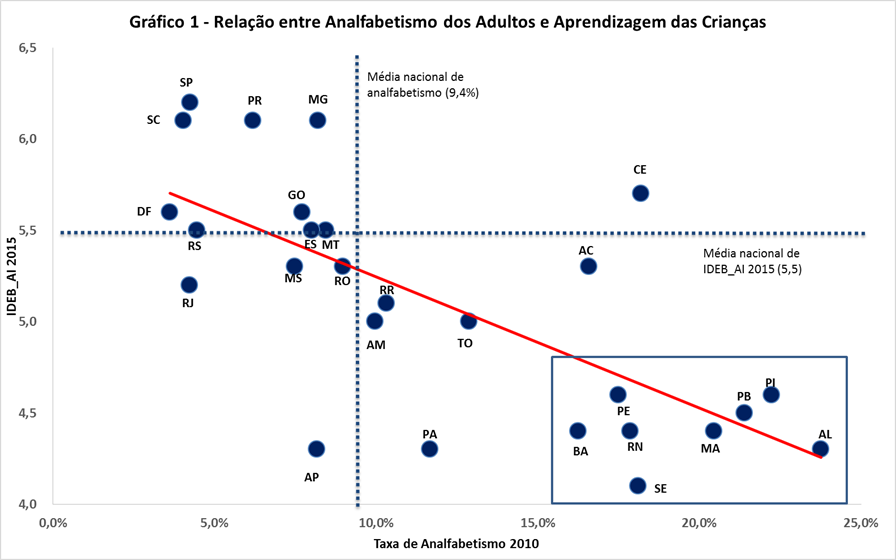 Gráfico 1 - Relação entre Analfabetismo dos Adultos e Aprendizagem das Crianças
6,5
Média nacional de
analfabetismo (9,4%)
SP
PR
MG
SC
6,0
CE
GO
DF
5,5
RS
ES
MT
AC
Média nacional de
IDEB_AI 2015 (5,5)
MS
RO
RR
RJ
IDEB_AI 2015
5,0
AM
TO
PI
PB
PE
4,5
BA
RN
MA
AL
PA
AP
SE
4,0
0,0%
5,0%
10,0%
15,0%
20,0%
25,0%
Taxa de Analfabetismo 2010